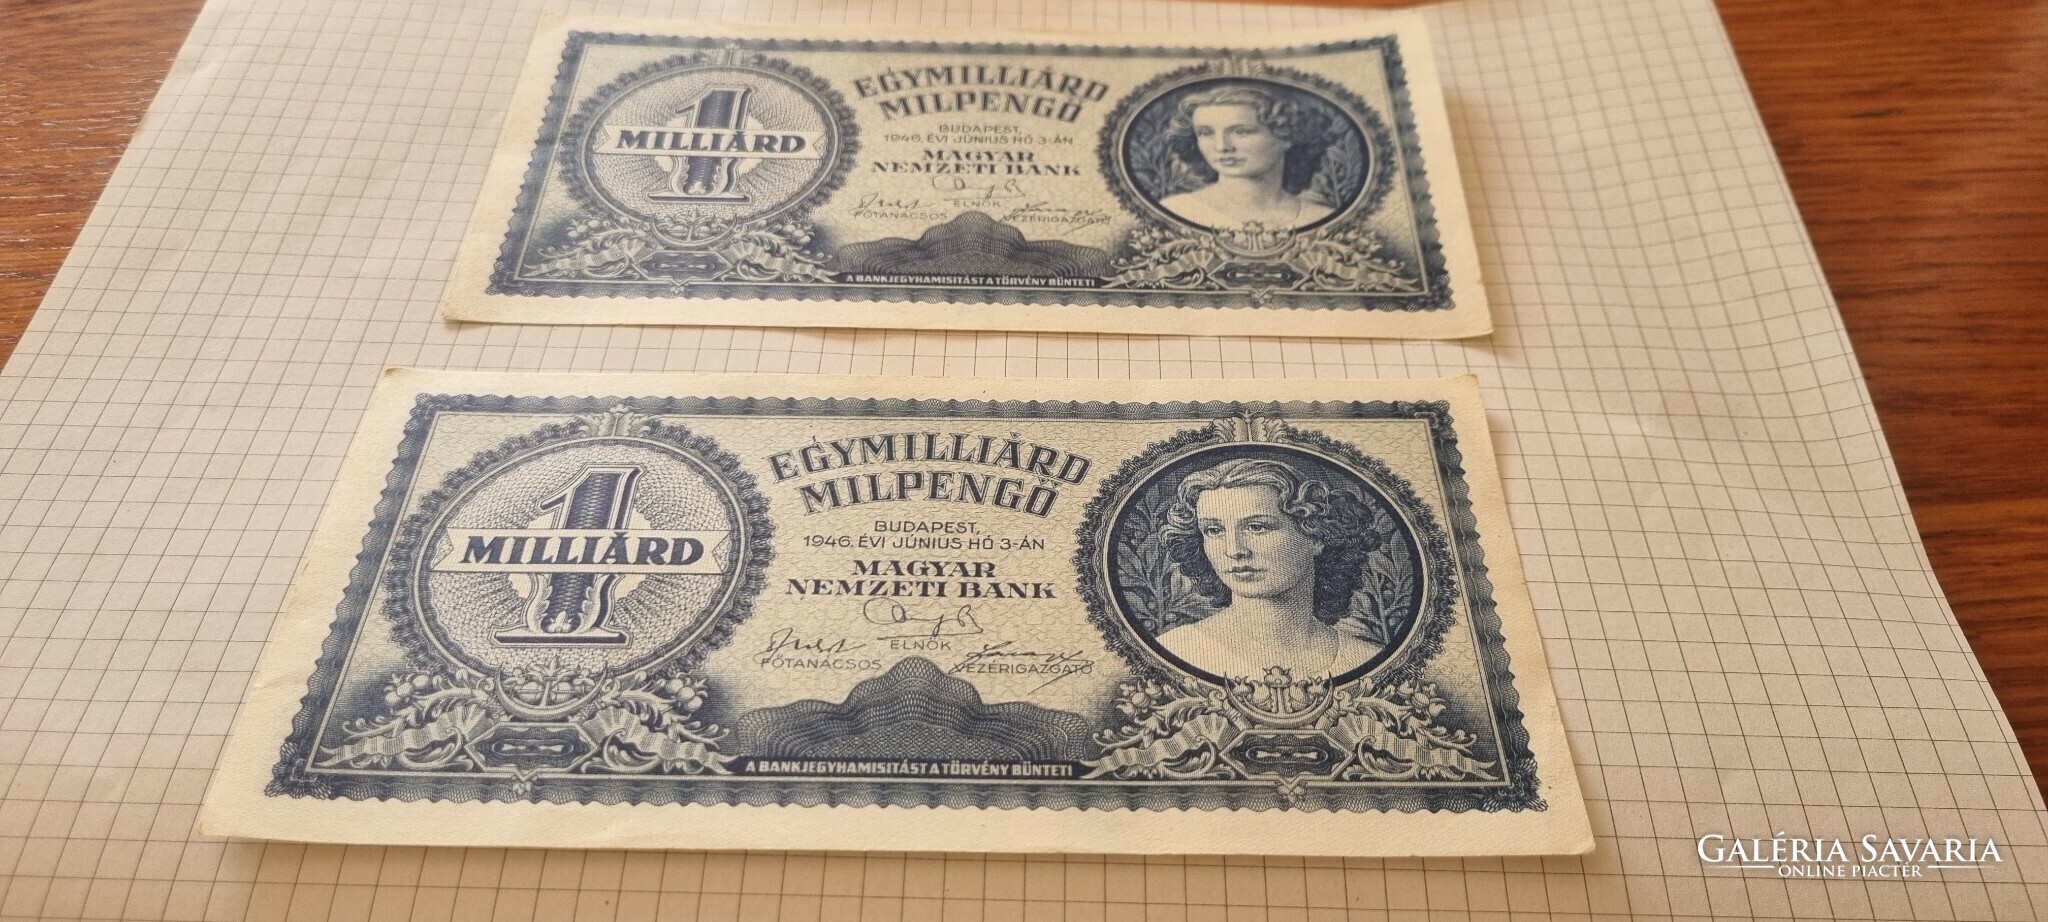 EGYMILLIÁRD
MILPENGŐ
1
MILLIÁRD
BUDAPEST,
1946. ÉVI JÚNIUS HÓ 3-ÁN
MAGYAR
NEMZETI BANK
ELNÖK
FŐTANÁCSOS
VEZÉRIGAZGATÓ
A BANKJEGYHAMISITÁST A TÖRVÉNY BÜNTETI
EGYMILLIÁRD
MILPENGŐ
1
MILLIÁRD
BUDAPEST,
1946. ÉVI JÚNIUS HÓ 3-ÁN
MAGYAR
NEMZETI BANK
ELNÖK
FŐTANÁCSOS
VEZÉRIGAZGATÓ
A BANKJEGYHAMISITÁST A TÖRVÉNY BÜNTETI
GALÉRIA SAVARIA
ONLINE PIACTÉR